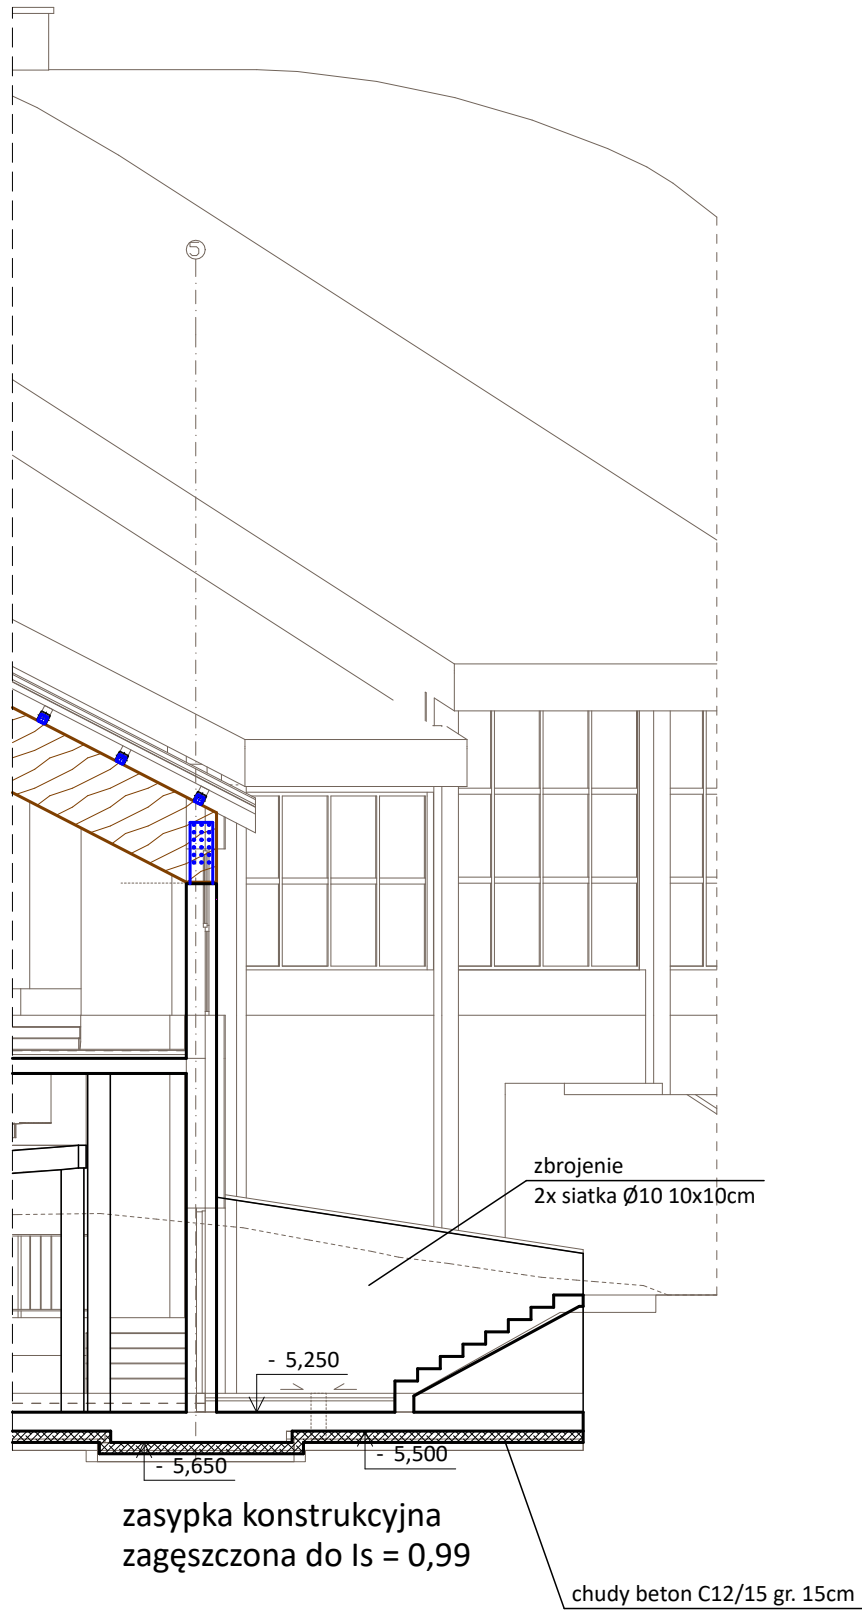 zbrojenie
2x siatka Ø10 10x10cm
- 5,250
- 5,650
- 5,500
zasypka konstrukcyjna
zagęszczona do Is = 0,99
chudy beton C12/15 gr. 15cm